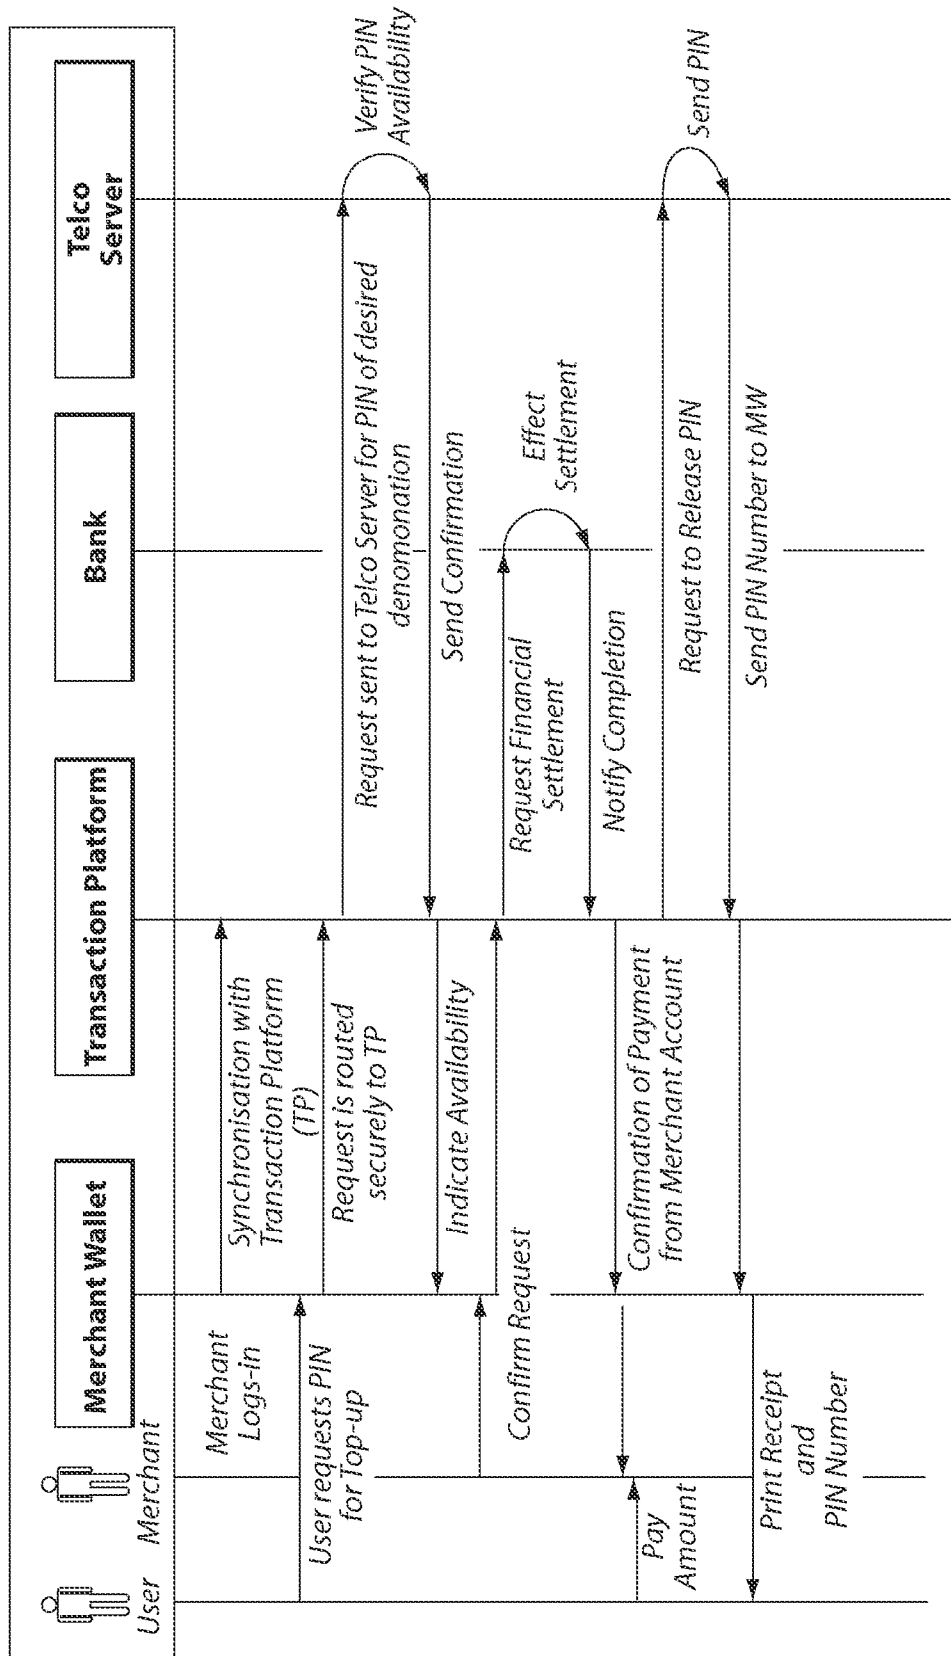 User
Merchant
Merchant Wallet
Transaction Platform
Bank
Telco
Server
Merchant
Logs-in
Synchronisation with
Transaction Platform
(TP)
User requests PIN
for Top-up
Request is routed
securely to TP
Request sent to Telco Server for PIN of desired
denomonation
Verify PIN
Availability
Send Confirmation
Indicate Availability
Confirm Request
Request Financial
Settlement
Effect
Settlement
Notify Completion
Confirmation of Payment
from Merchant Account
Pay
Amount
Request to Release PIN
Send PIN
Send PIN Number to MW
Print Receipt
and
PIN Number